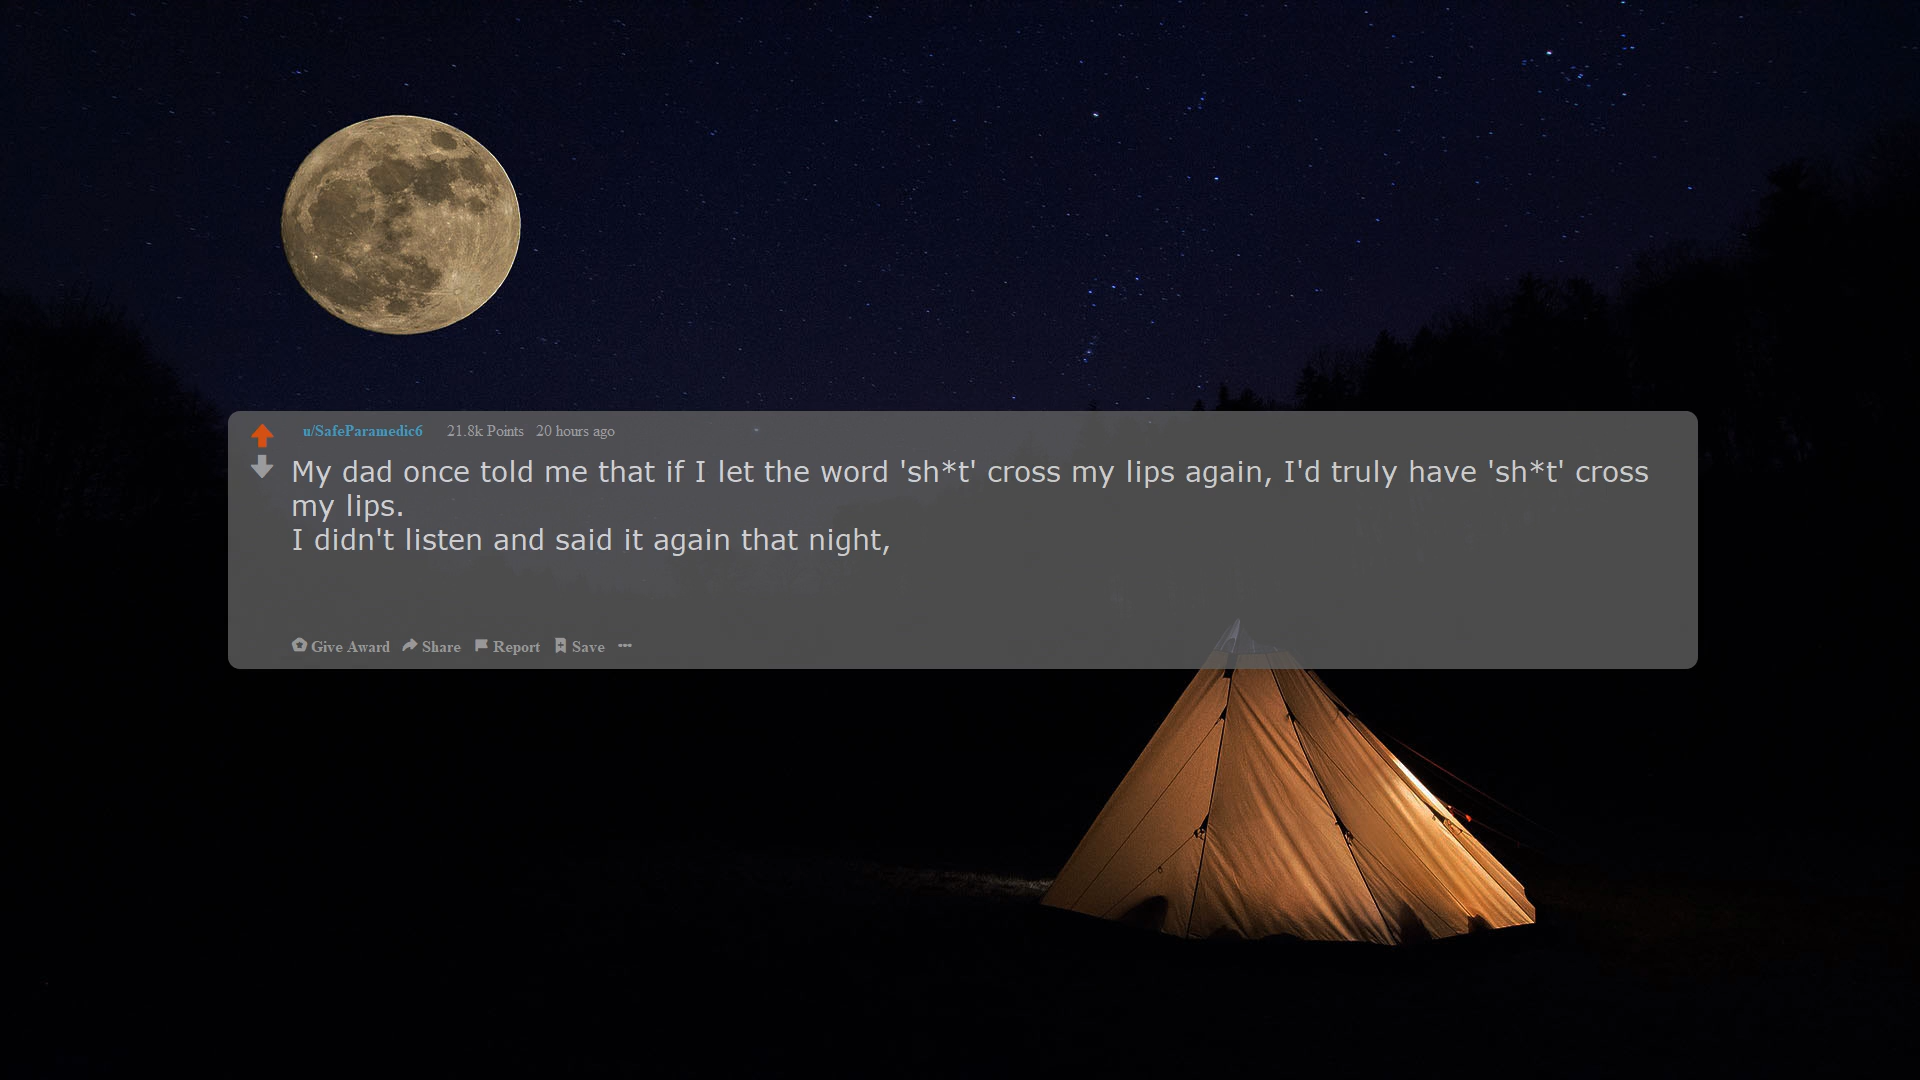 u/SafeParamedic6 21.8k Points 20 hours ago
My dad once told me that if I let the word 'sh*t' cross my lips again, I'd truly have 'sh*t' cross
my lips.
I didn't listen and said it again that night,
Give Award Share Report Save ···